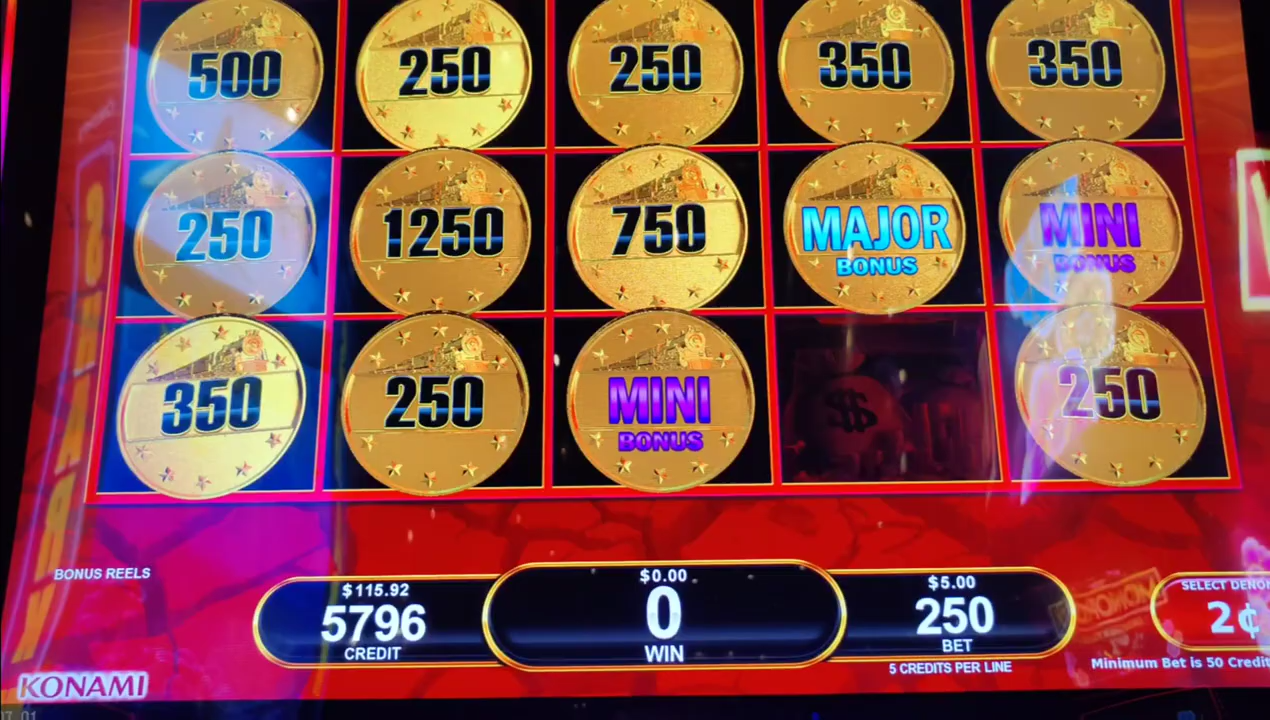 500 250 250 350 350
250 1250 750 MAJOR BONUS MINI BONUS
350 250 MINI BONUS $ 250
BONUS REELS
$115.92
5796
CREDIT
$0.00
0
WIN
$5.00
250
BET
5 CREDITS PER LINE
SELECT DENO
2¢
Minimum Bet is 50 Credit
KONAMI